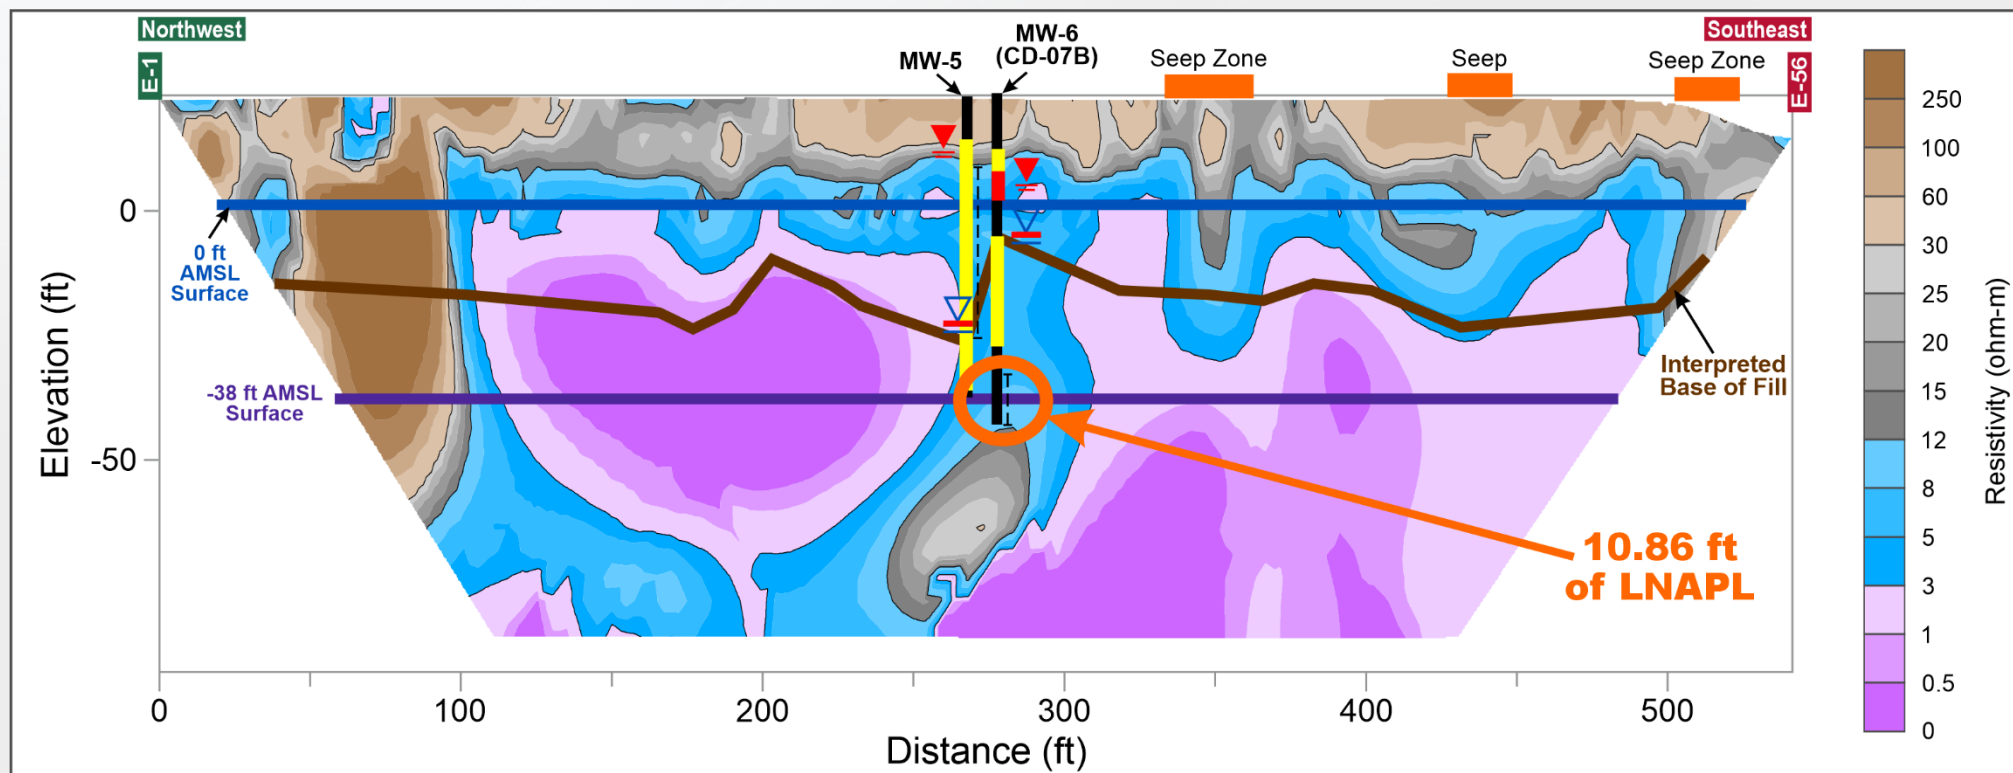 Northwest
E-1
MW-5
MW-6
(CD-07B)
Seep Zone
Seep
Seep Zone
Southeast
E-56
0
-50
Elevation (ft)
0 ft
AMSL
Surface
-38 ft AMSL
Surface
Interpreted
Base of Fill
10.86 ft
of LNAPL
0
100
200
300
400
500
Distance (ft)
250
100
60
30
25
20
15
12
8
5
3
1
0.5
0
Resistivity (ohm-m)